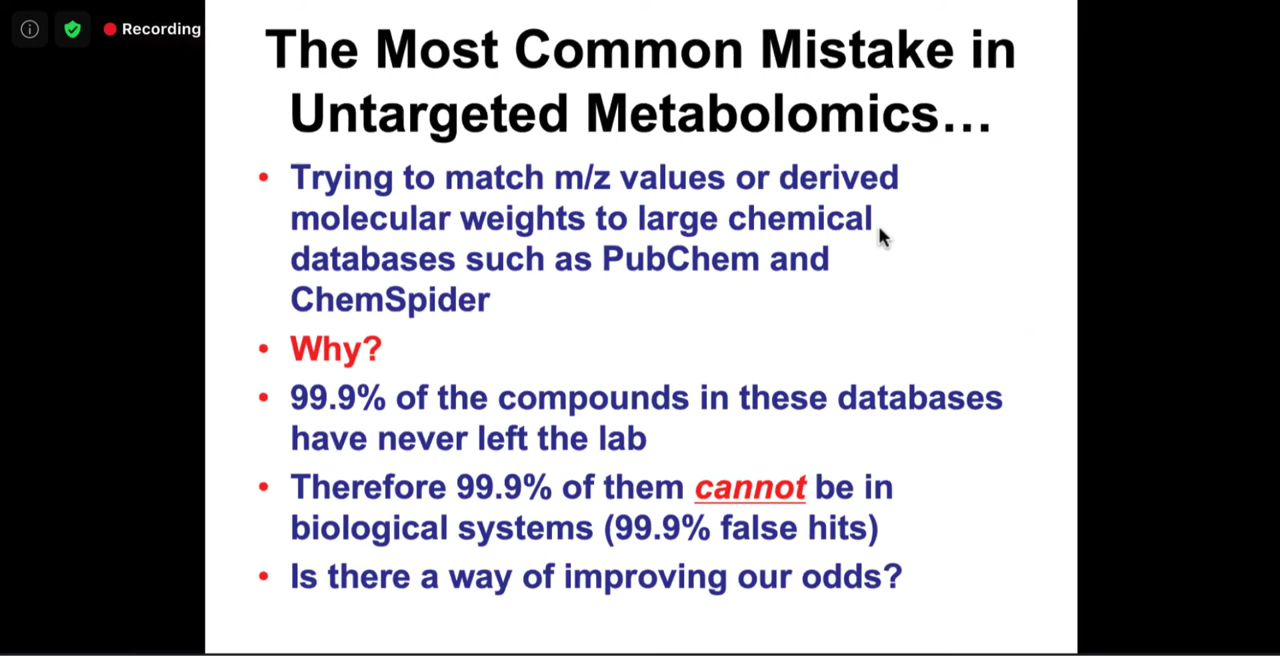 Recording
The Most Common Mistake in
Untargeted Metabolomics...
• Trying to match m/z values or derived
molecular weights to large chemical
databases such as PubChem and
ChemSpider
• Why?
• 99.9% of the compounds in these databases
have never left the lab
• Therefore 99.9% of them cannot be in
biological systems (99.9% false hits)
• Is there a way of improving our odds?